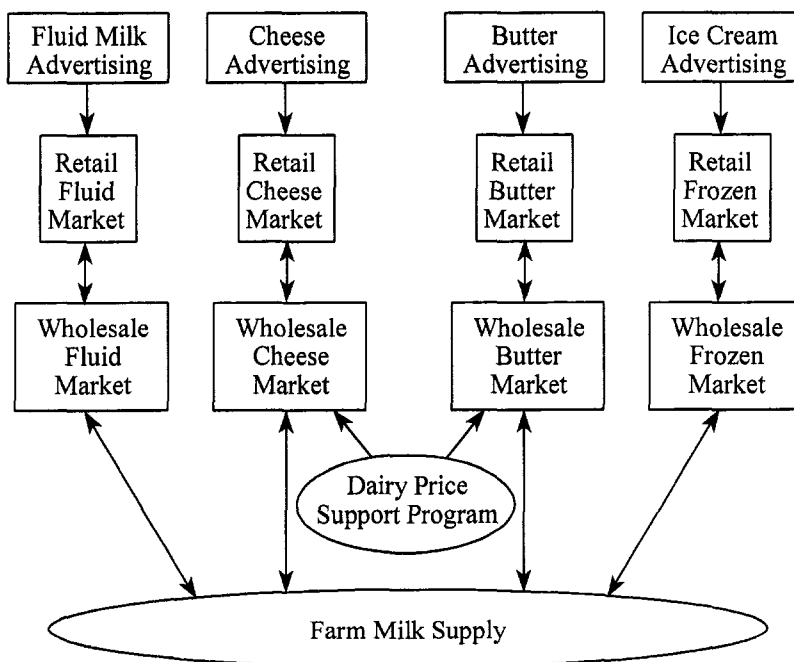 Fluid Milk
Advertising
Cheese
Advertising
Butter
Advertising
Ice Cream
Advertising
Retail
Fluid
Market
Retail
Cheese
Market
Retail
Butter
Market
Retail
Frozen
Market
Wholesale
Fluid
Market
Wholesale
Cheese
Market
Wholesale
Butter
Market
Wholesale
Frozen
Market
Dairy Price
Support Program
Farm Milk Supply